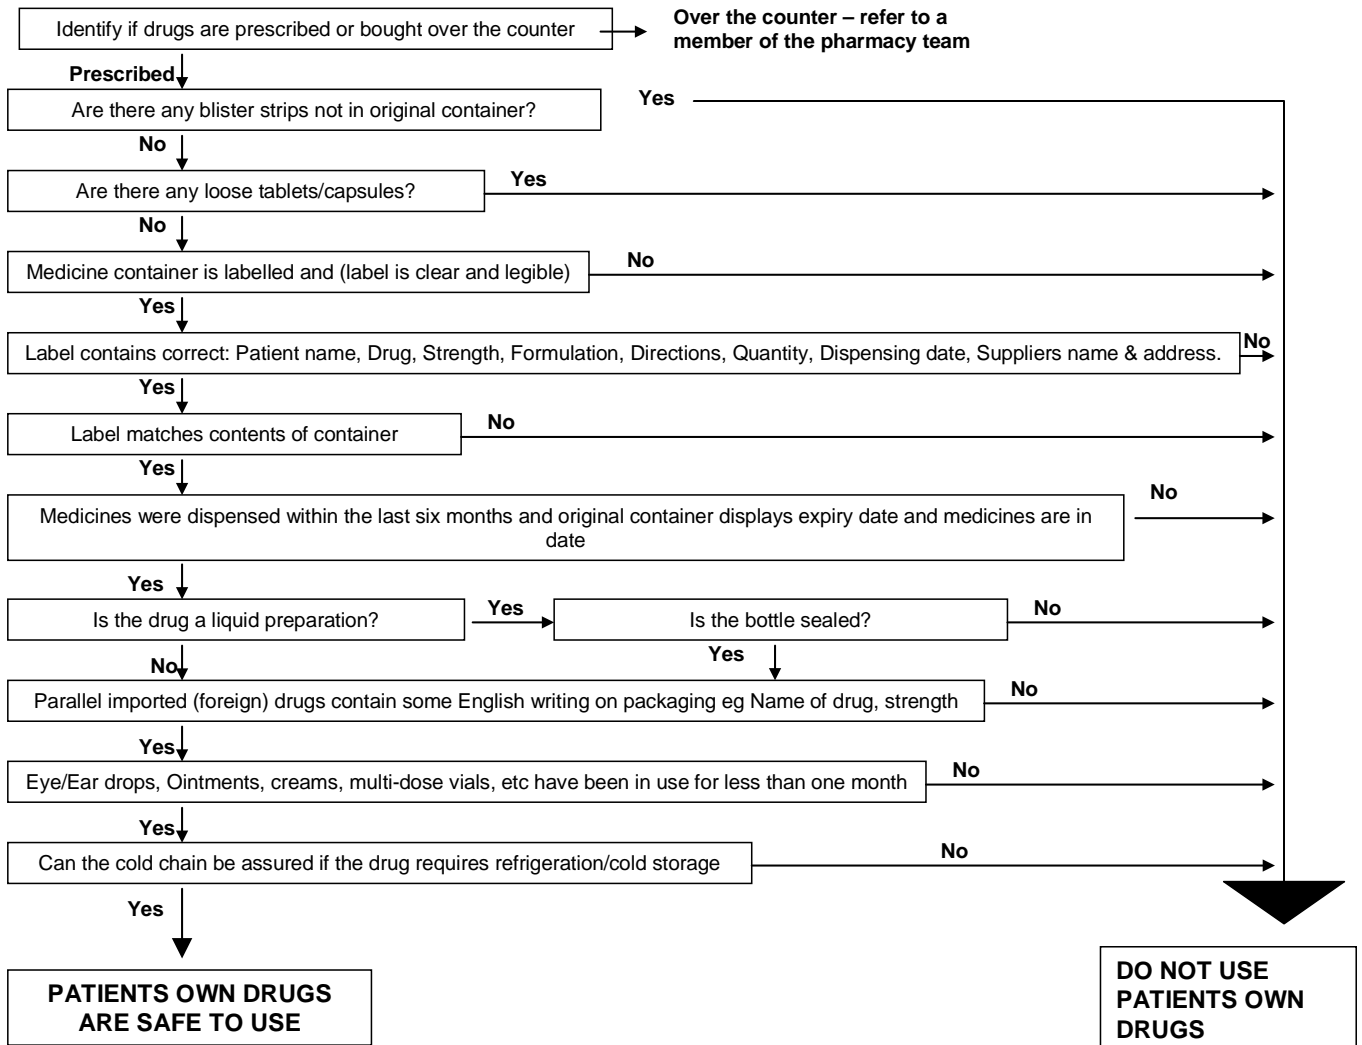 Identify if drugs are prescribed or bought over the counter
Over the counter – refer to a
member of the pharmacy team
Prescribed
Are there any blister strips not in original container?
Yes
No
Are there any loose tablets/capsules?
Yes
No
Medicine container is labelled and (label is clear and legible)
No
Yes
Label contains correct: Patient name, Drug, Strength, Formulation, Directions, Quantity, Dispensing date, Suppliers name & address.
No
Yes
Label matches contents of container
No
Yes
Medicines were dispensed within the last six months and original container displays expiry date and medicines are in
date
No
Yes
Is the drug a liquid preparation?
Yes
Is the bottle sealed?
No
No
Yes
Parallel imported (foreign) drugs contain some English writing on packaging eg Name of drug, strength
No
Yes
Eye/Ear drops, Ointments, creams, multi-dose vials, etc have been in use for less than one month
No
Yes
Can the cold chain be assured if the drug requires refrigeration/cold storage
No
Yes
PATIENTS OWN DRUGS
ARE SAFE TO USE
DO NOT USE
PATIENTS OWN
DRUGS